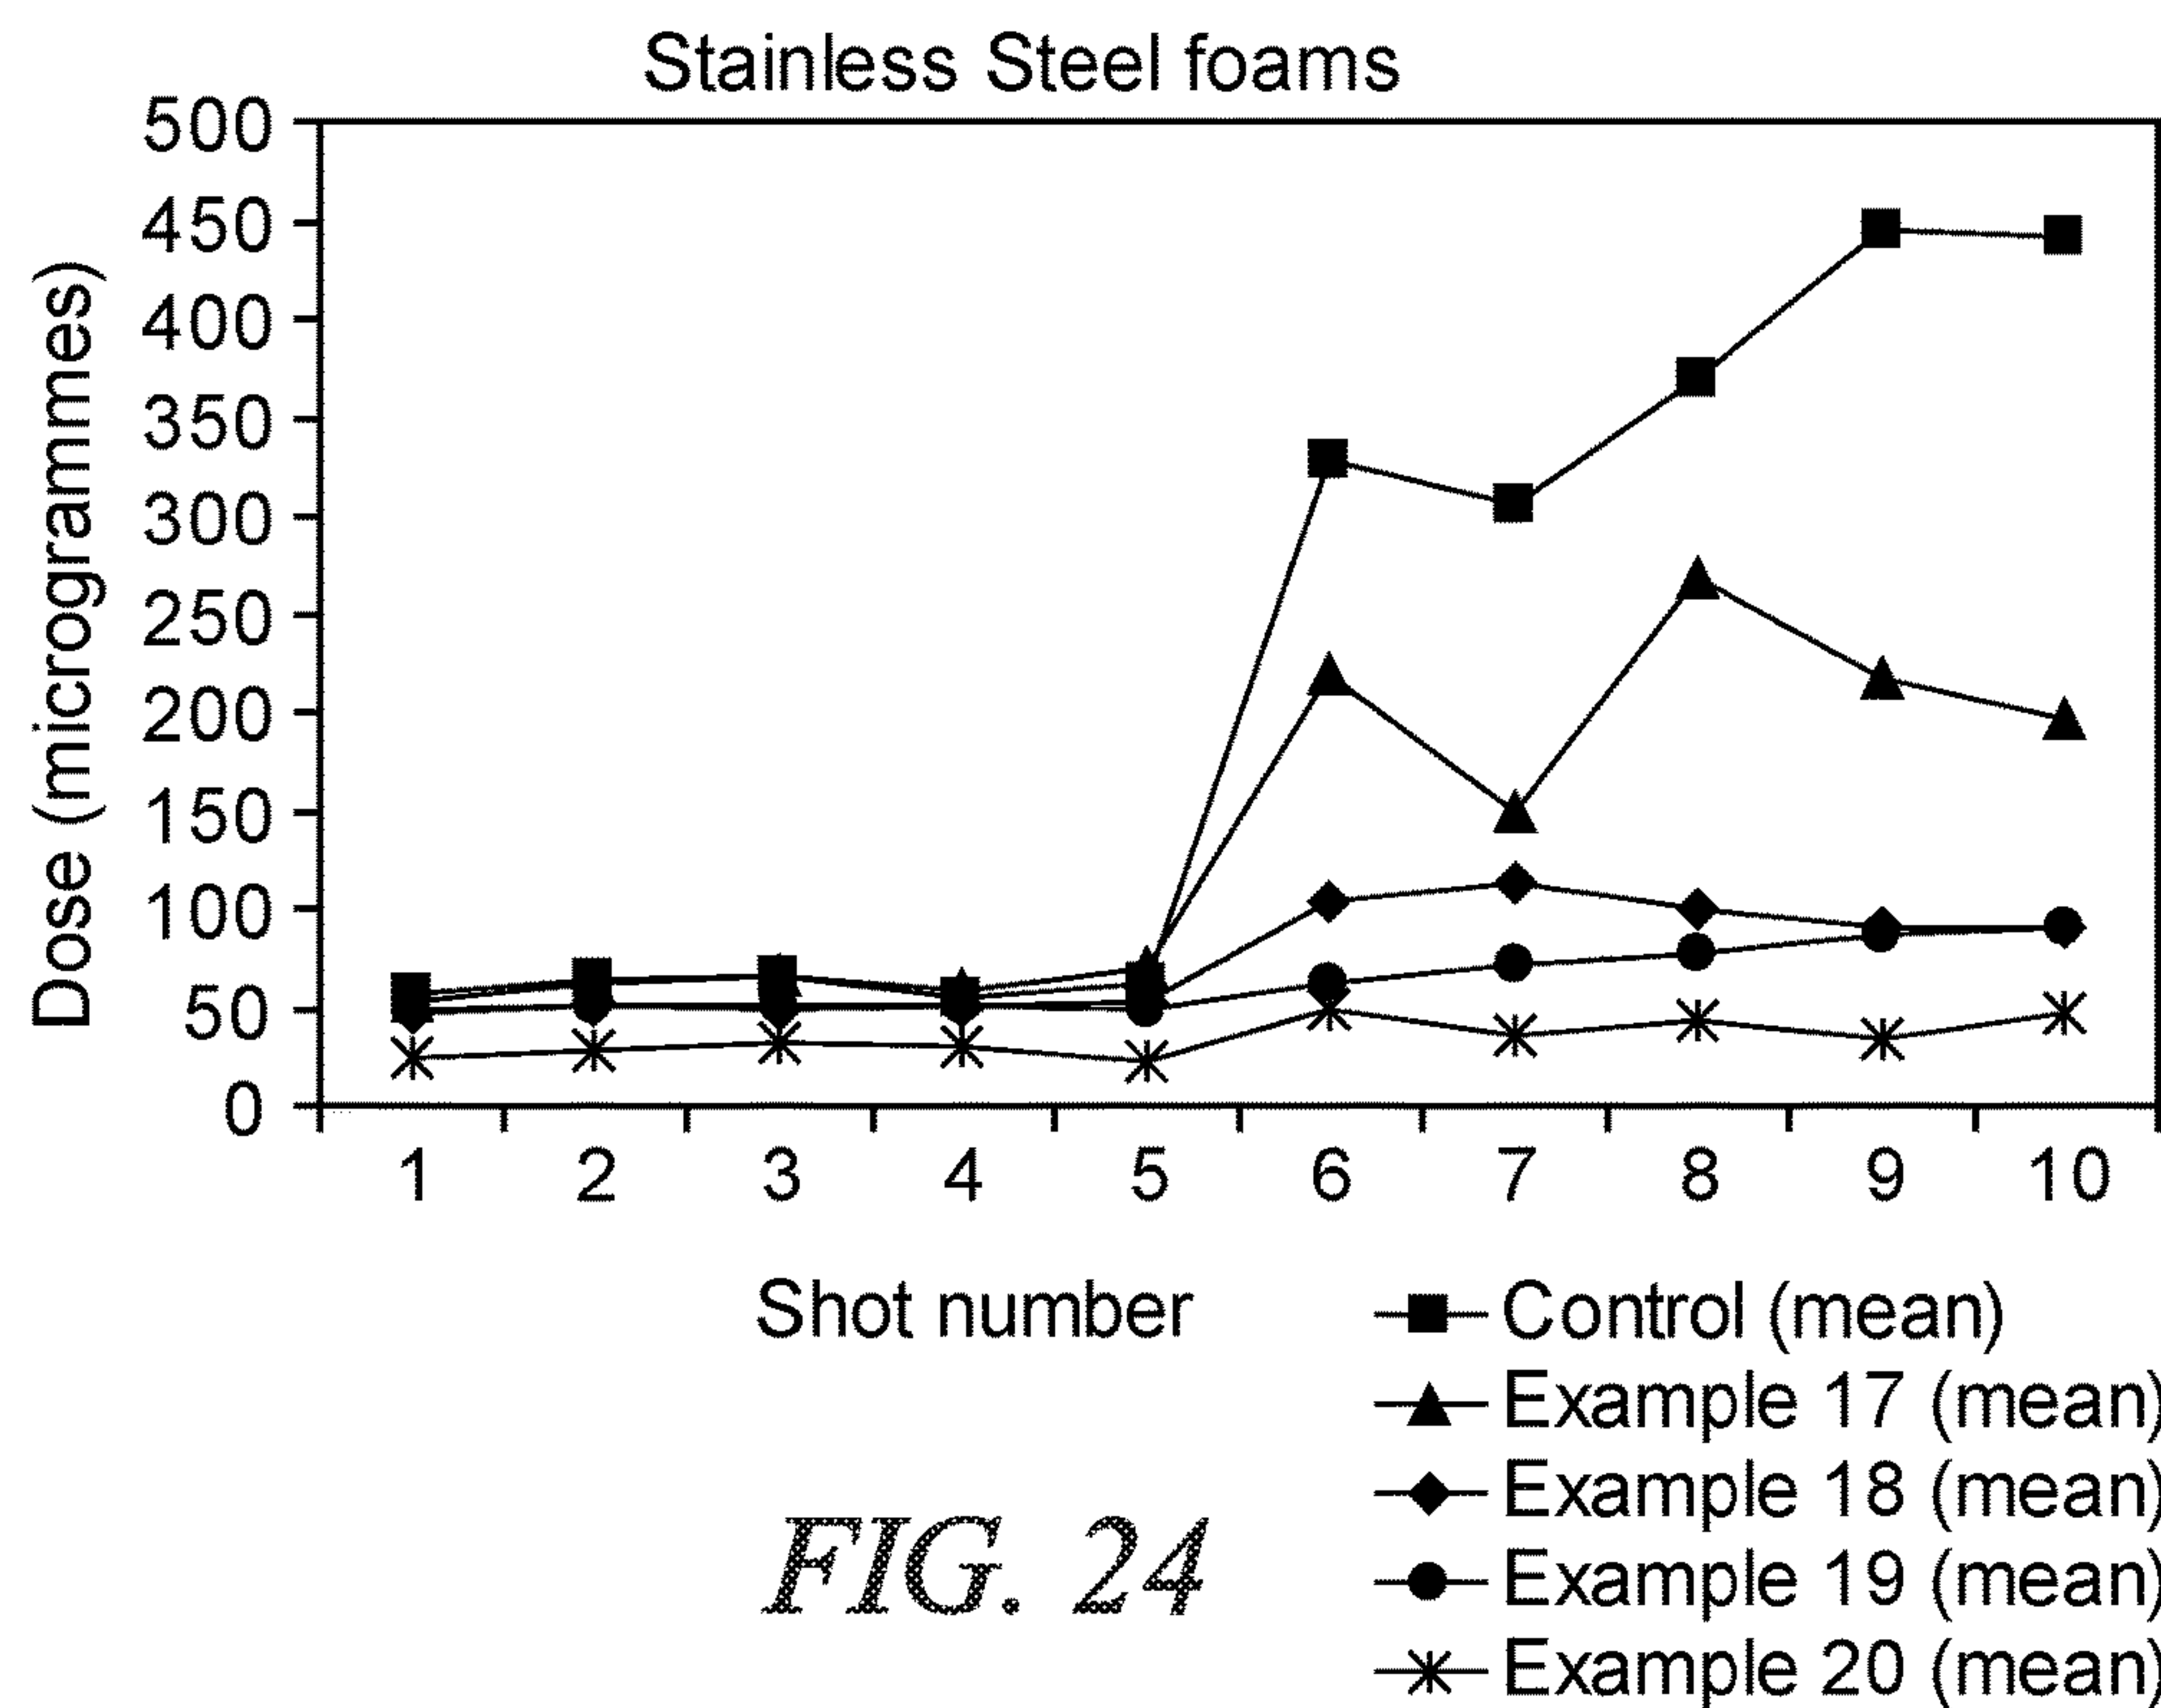 Stainless Steel foams
Dose (microgrammes)
500
450
400
350
300
250
200
150
100
50
0
1 2 3 4 5 6 7 8 9 10
Shot number
Control (mean)
Example 17 (mean)
Example 18 (mean)
Example 19 (mean)
Example 20 (mean)
FIG. 24